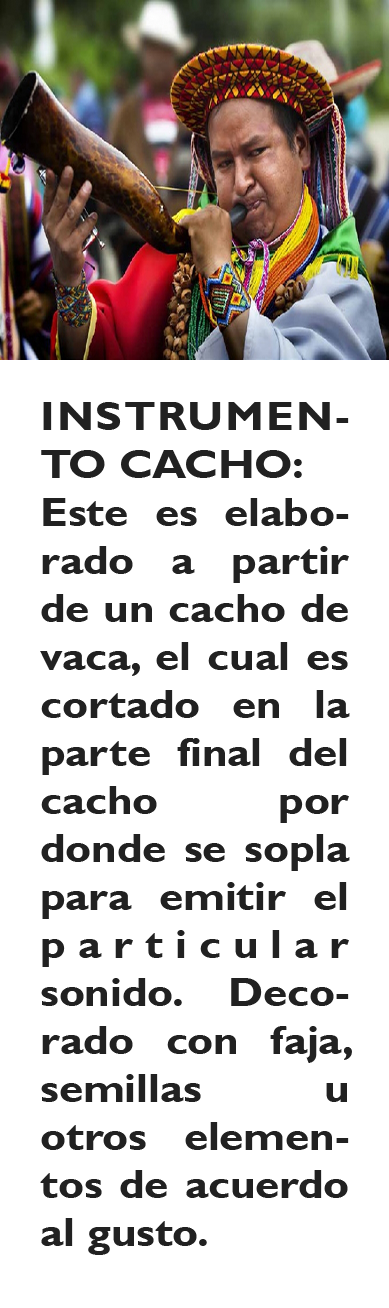 INSTRUMEN-
TO CACHO:
Este es elabo-
rado a partir
de un cacho de
vaca, el cual es
cortado en la
parte final del
cacho por
donde se sopla
para emitir el
particular
sonido. Deco-
rado con faja,
semillas u
otros elemen-
tos de acuerdo
al gusto.